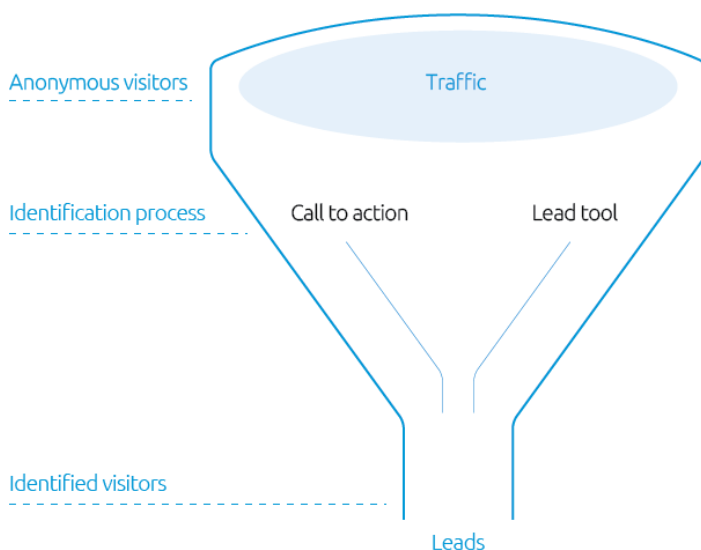 Anonymous visitors
Traffic
Identification process
Call to action
Lead tool
Identified visitors
Leads